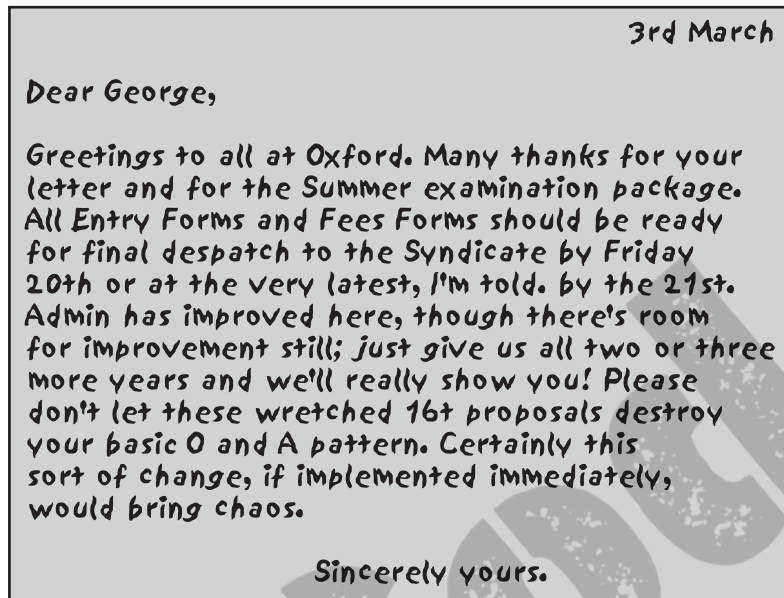 3rd March
Dear George,
Greetings to all at Oxford. Many thanks for your
letter and for the Summer examination package.
All Entry Forms and Fees Forms should be ready
for final despatch to the Syndicate by Friday
20th or at the very latest, I'm told. by the 21st.
Admin has improved here, though there's room
for improvement still; just give us all two or three
more years and we'll really show you! Please
don't let these wretched 16t proposals destroy
your basic O and A pattern. Certainly this
sort of change, if implemented immediately,
would bring chaos.
Sincerely yours.